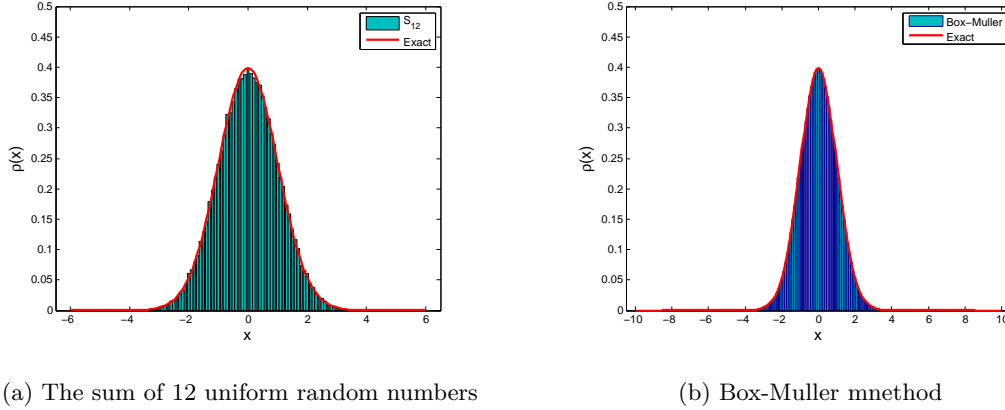 0.5
0.45
0.4
0.35
0.3
0.25
0.2
0.15
0.1
0.05
0
ρ(x)
−6 −4 −2 0 2 4 6
x
S_12
Exact
(a) The sum of 12 uniform random numbers
0.5
0.45
0.4
0.35
0.3
0.25
0.2
0.15
0.1
0.05
0
ρ(x)
−10 −8 −6 −4 −2 0 2 4 6 8 10
x
Box−Muller
Exact
(b) Box-Muller mnethod